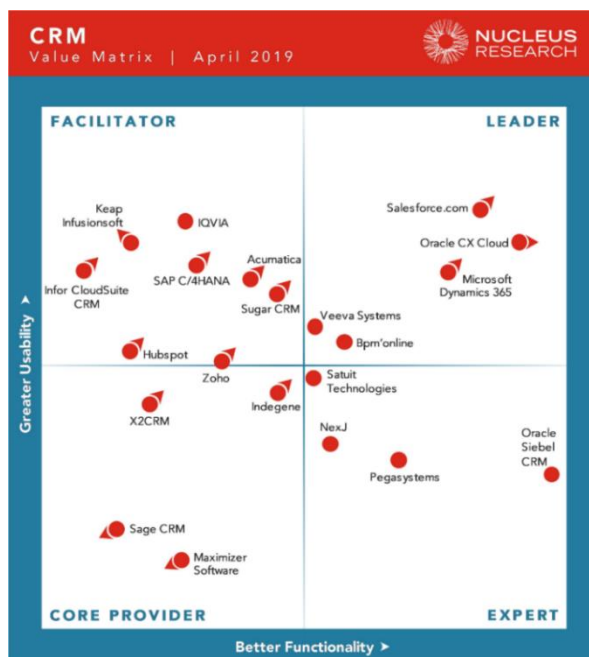 CRM
Value Matrix | April 2019
NUCLEUS
RESEARCH
FACILITATOR
LEADER
Keap
Infusionsoft
IQVIA
Salesforce.com
Oracle CX Cloud
Infor CloudSuite
CRM
SAP C/4HANA
Acumatica
Sugar CRM
Microsoft
Dynamics 365
Veeva Systems
Bpm'online
Hubspot
Zoho
Satuit
Technologies
X2CRM
Indegene
NexJ
Pegasystems
Oracle
Siebel
CRM
Sage CRM
Maximizer
Software
CORE PROVIDER
EXPERT
Greater Usability >
Better Functionality >